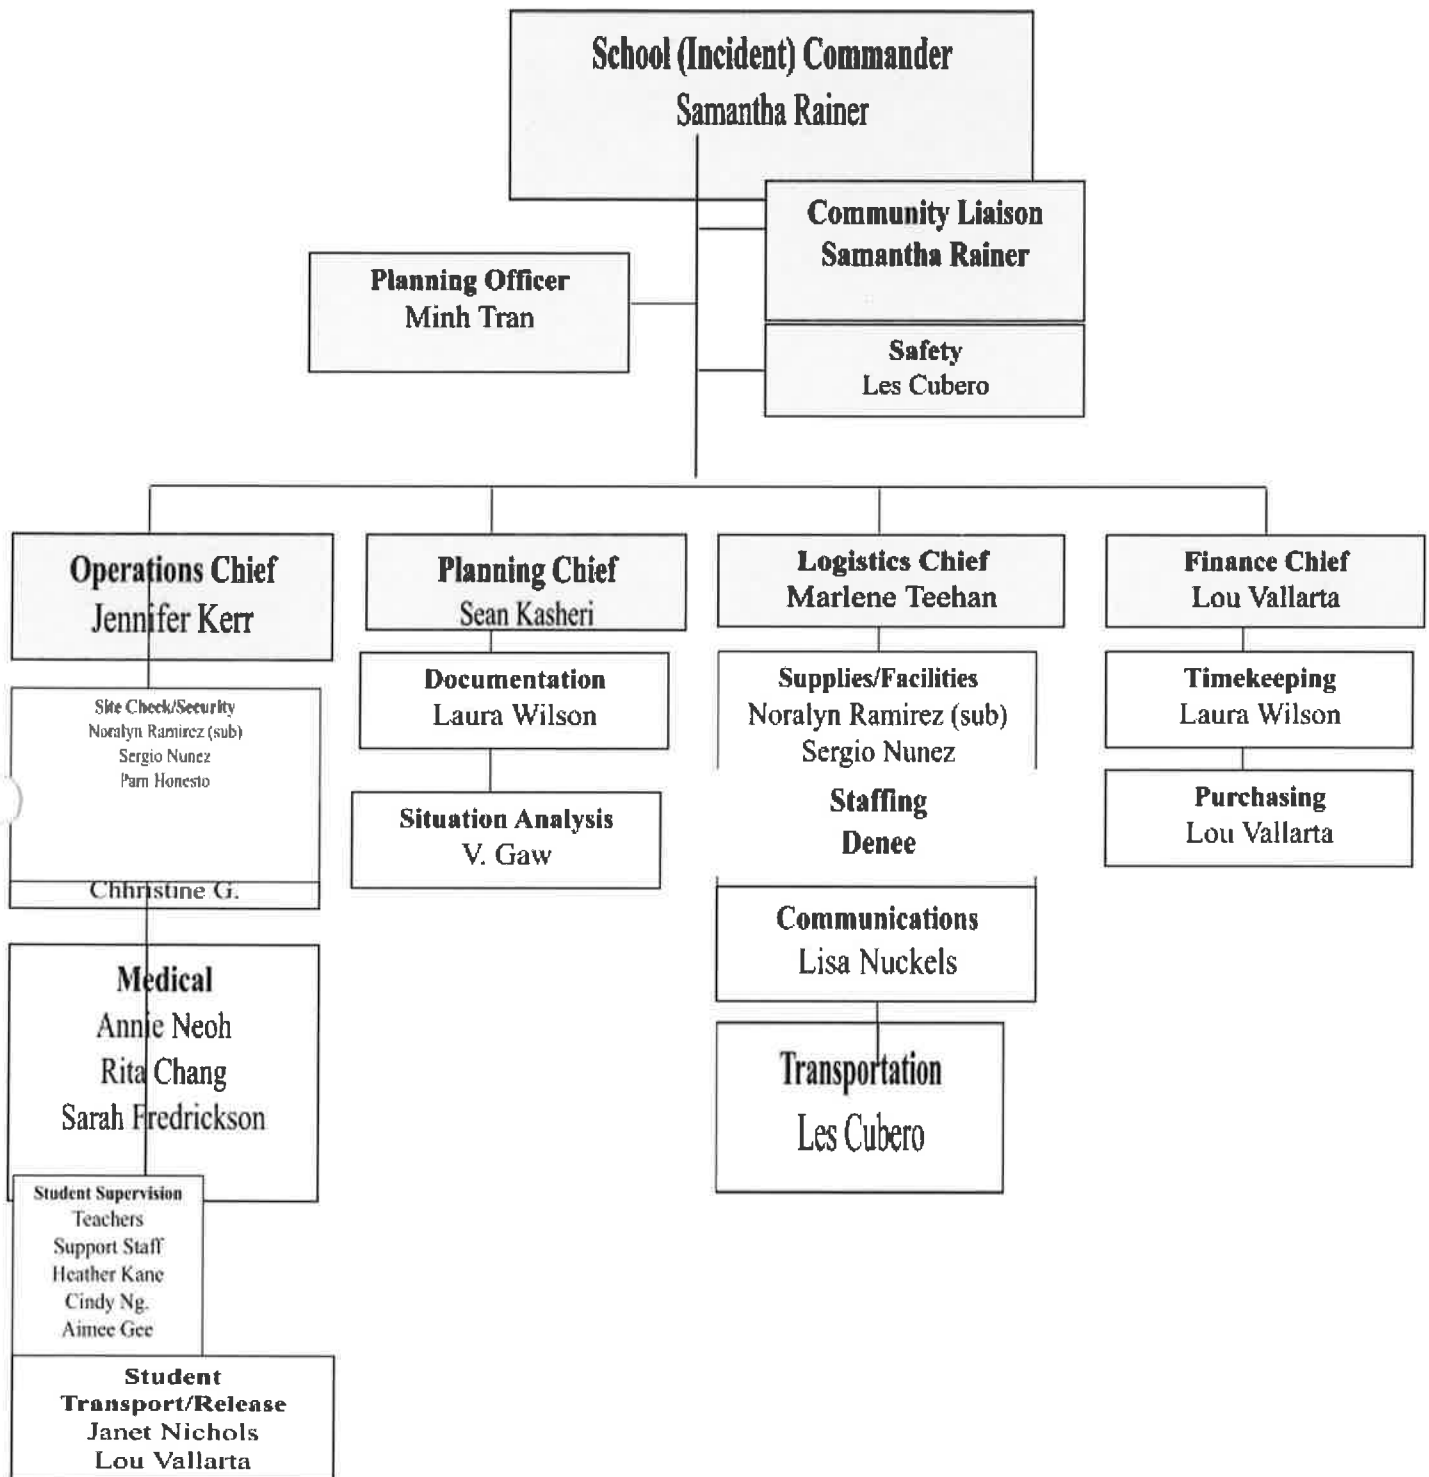 School (Incident) Commander
Samantha Rainer
Community Liaison
Samantha Rainer
Planning Officer
Minh Tran
Safety
Les Cubero
Operations Chief
Jennifer Kerr
Site Check/Security
Noralyn Ramirez (sub)
Sergio Nunez
Pam Honesto
Chhristine G.
Medical
Annie Neoh
Rita Chang
Sarah Fredrickson
Student Supervision
Teachers
Support Staff
Heather Kane
Cindy Ng.
Aimee Gee
Student
Transport/Release
Janet Nichols
Lou Vallarta
Planning Chief
Sean Kasheri
Documentation
Laura Wilson
Situation Analysis
V. Gaw
Logistics Chief
Marlene Teehan
Supplies/Facilities
Noralyn Ramirez (sub)
Sergio Nunez
Staffing
Denee
Communications
Lisa Nuckels
Transportation
Les Cubero
Finance Chief
Lou Vallarta
Timekeeping
Laura Wilson
Purchasing
Lou Vallarta